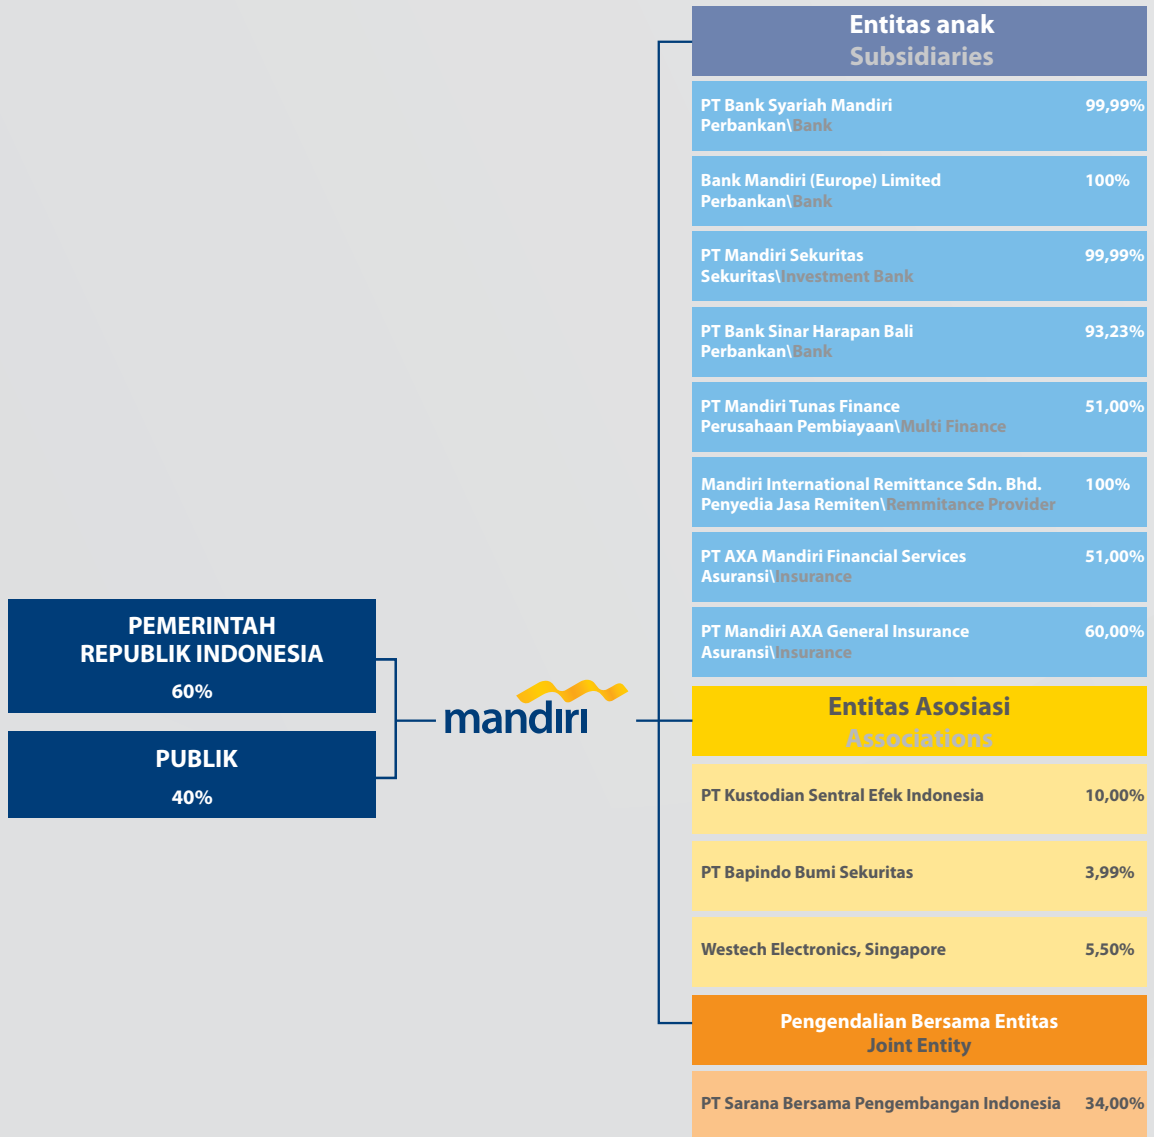 PEMERINTAH
REPUBLIK INDONESIA
60%
PUBLIK
40%
mandırı
Entitas anak
Subsidiaries
PT Bank Syariah Mandiri 99,99%
Perbankan\Bank
Bank Mandiri (Europe) Limited 100%
Perbankan\Bank
PT Mandiri Sekuritas 99,99%
Sekuritas\Investment Bank
PT Bank Sinar Harapan Bali 93,23%
Perbankan\Bank
PT Mandiri Tunas Finance 51,00%
Perusahaan Pembiayaan\Multi Finance
Mandiri International Remittance Sdn. Bhd. 100%
Penyedia Jasa Remiten\Remmitance Provider
PT AXA Mandiri Financial Services 51,00%
Asuransi\Insurance
PT Mandiri AXA General Insurance 60,00%
Asuransi\Insurance
Entitas Asosiasi
Associations
PT Kustodian Sentral Efek Indonesia 10,00%
PT Bapindo Bumi Sekuritas 3,99%
Westech Electronics, Singapore 5,50%
Pengendalian Bersama Entitas
Joint Entity
PT Sarana Bersama Pengembangan Indonesia 34,00%